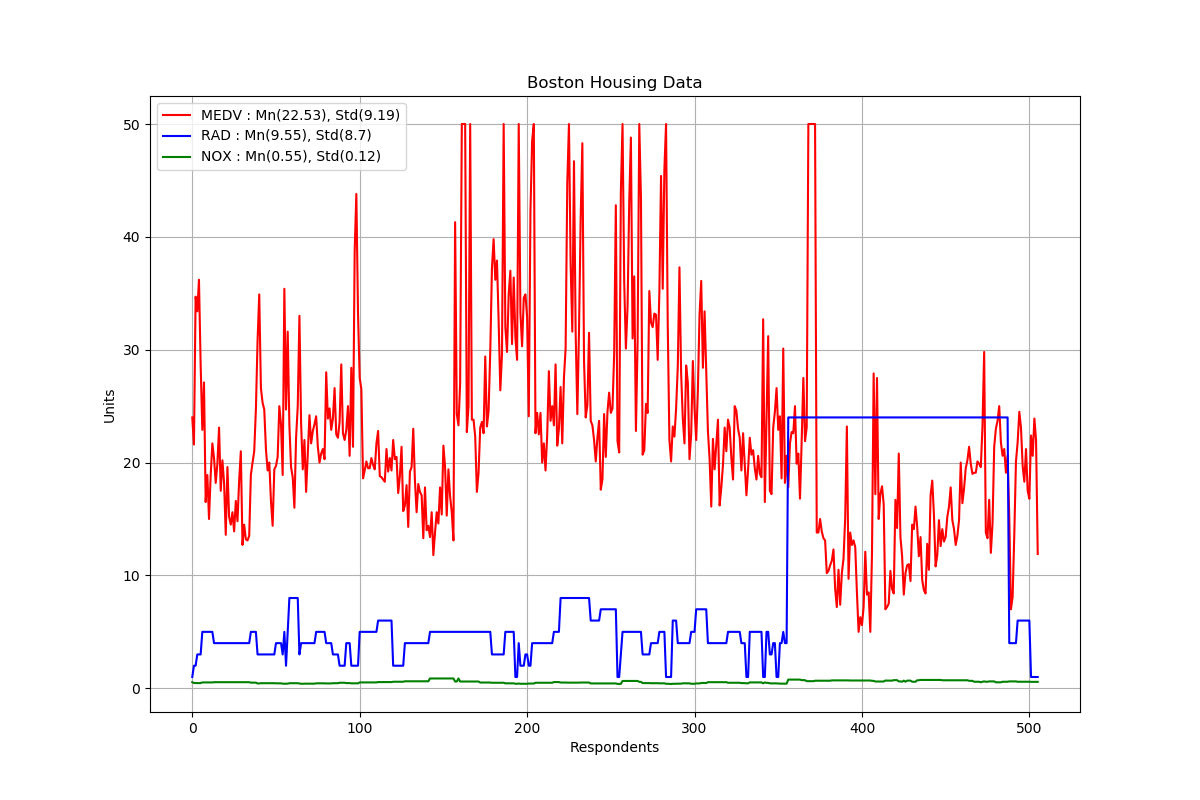 Boston Housing Data
MEDV : Mn(22.53), Std(9.19)
RAD : Mn(9.55), Std(8.7)
NOX : Mn(0.55), Std(0.12)
50
40
30
20
10
0
Units
0 100 200 300 400 500
Respondents